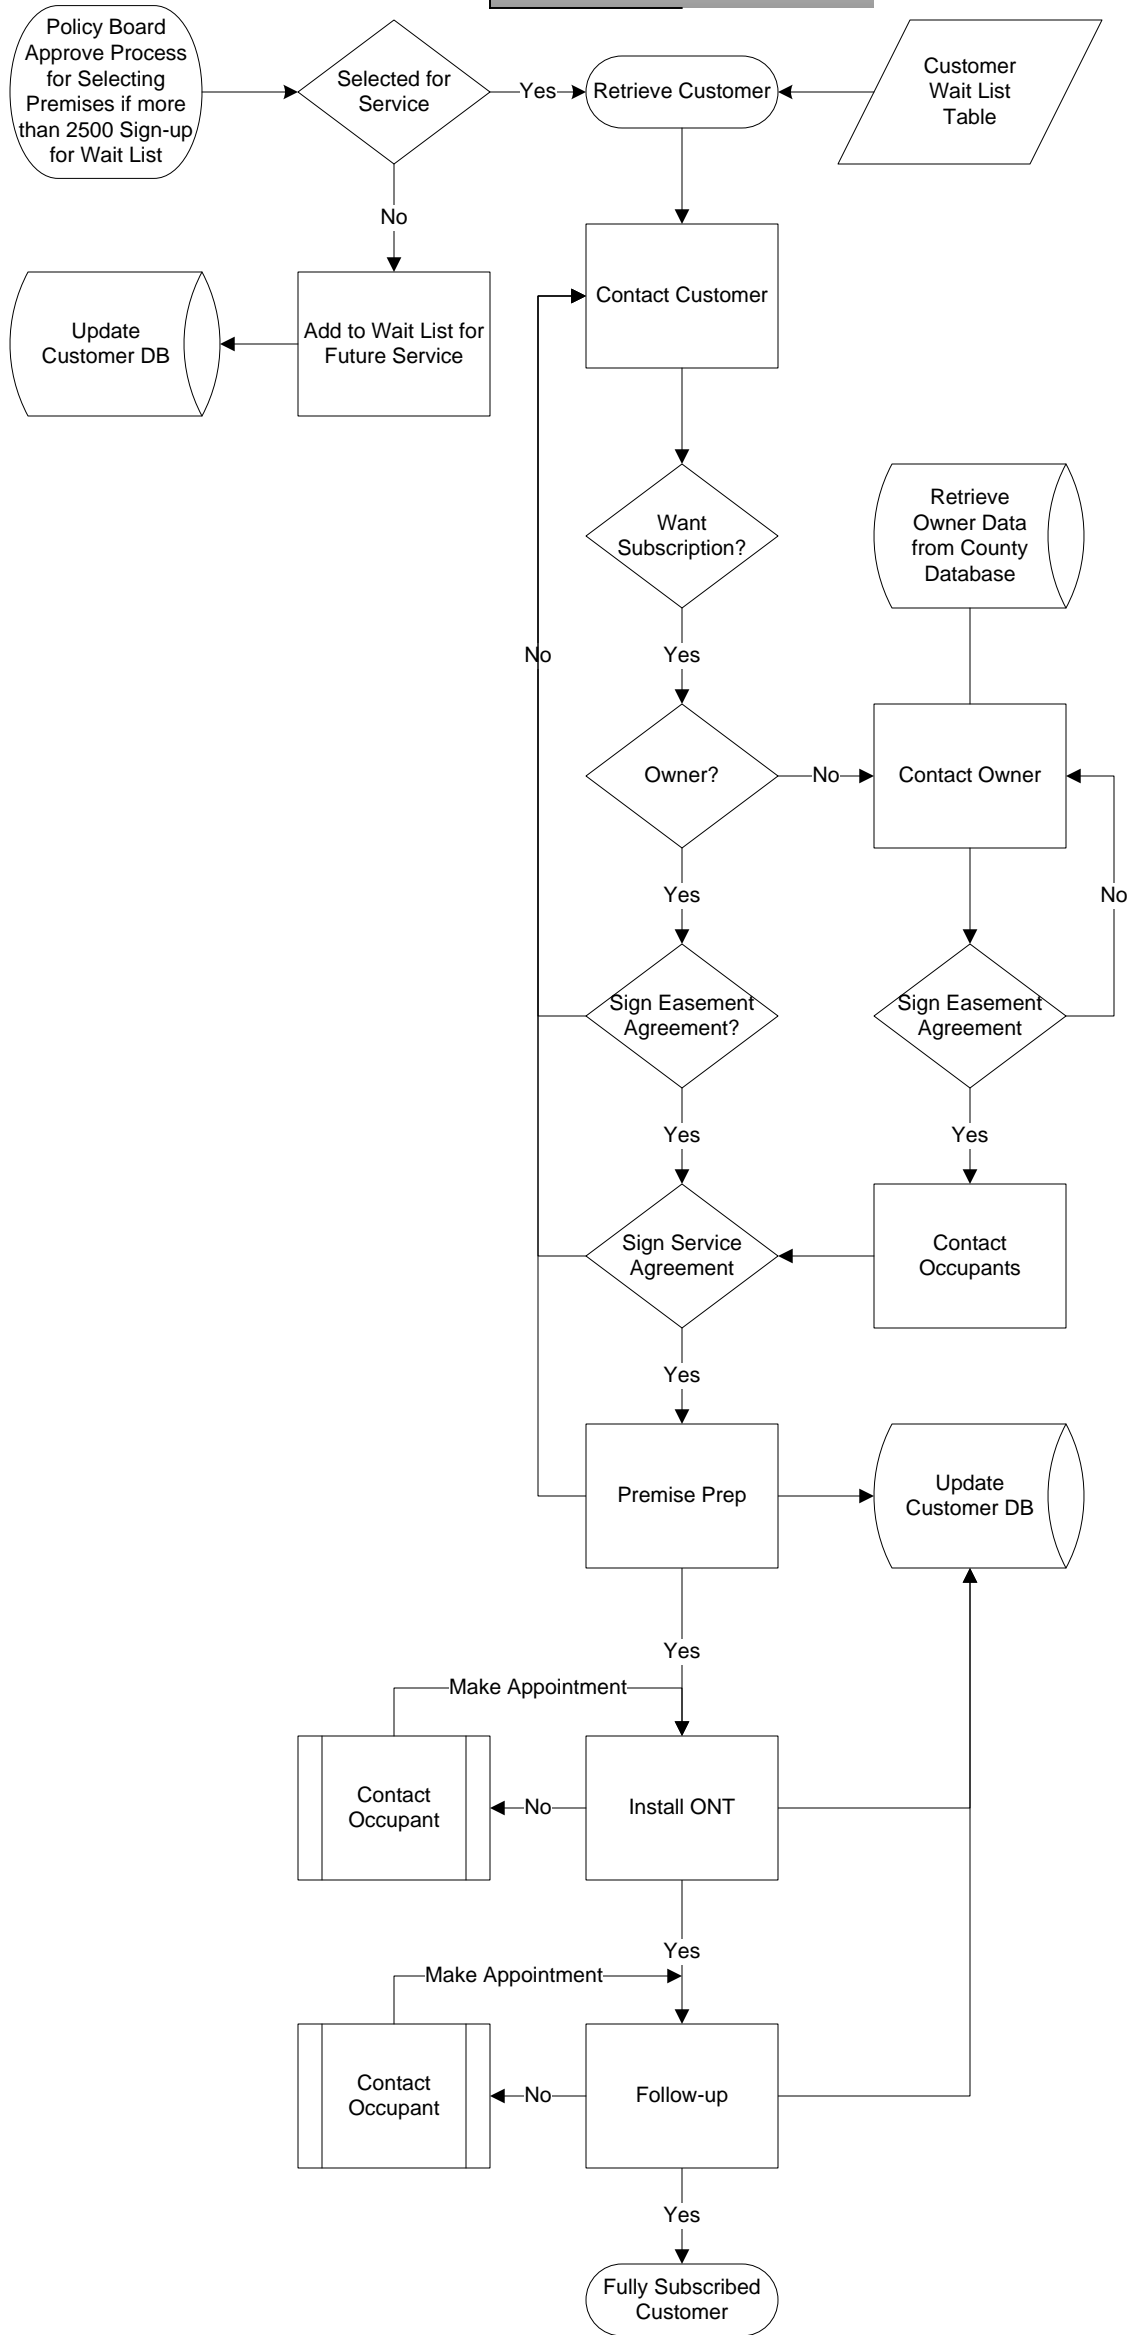 Policy Board
Approve Process
for Selecting
Premises if more
than 2500 Sign-up
for Wait List
Selected for
Service
Yes
Retrieve Customer
Customer
Wait List
Table
No
Update
Customer DB
Add to Wait List for
Future Service
Contact Customer
Want
Subscription?
Retrieve
Owner Data
from County
Database
No
Yes
Owner?
No
Contact Owner
Yes
No
Sign Easement
Agreement?
Sign Easement
Agreement
Yes
Yes
Sign Service
Agreement
Contact
Occupants
Yes
Premise Prep
Update
Customer DB
Yes
Make Appointment
Contact
Occupant
No
Install ONT
Yes
Make Appointment
Contact
Occupant
No
Follow-up
Yes
Fully Subscribed
Customer